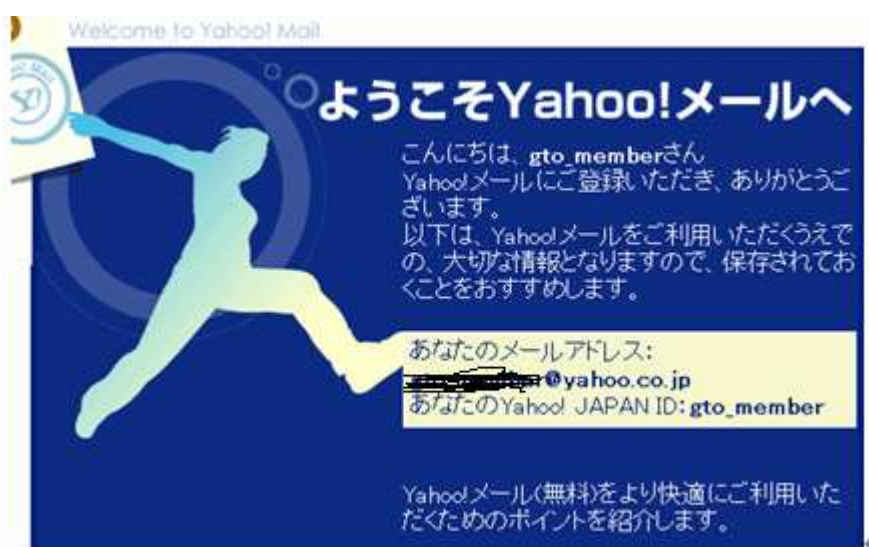 Welcome to Yahoo! Mail
ようこそYahoo!メールへ
こんにちは、gto_memberさん
Yahoo!メールにご登録いただき、ありがとうご
ざいます。
以下は、Yahoo!メールをご利用いただくうえで
の、大切な情報となりますので、保存されてお
くことをおすすめします。
あなたのメールアドレス:
@yahoo.co.jp
あなたのYahoo! JAPAN ID:gto_member
Yahoo!メール(無料)をより快適にご利用いた
だくためのポイントを紹介します。